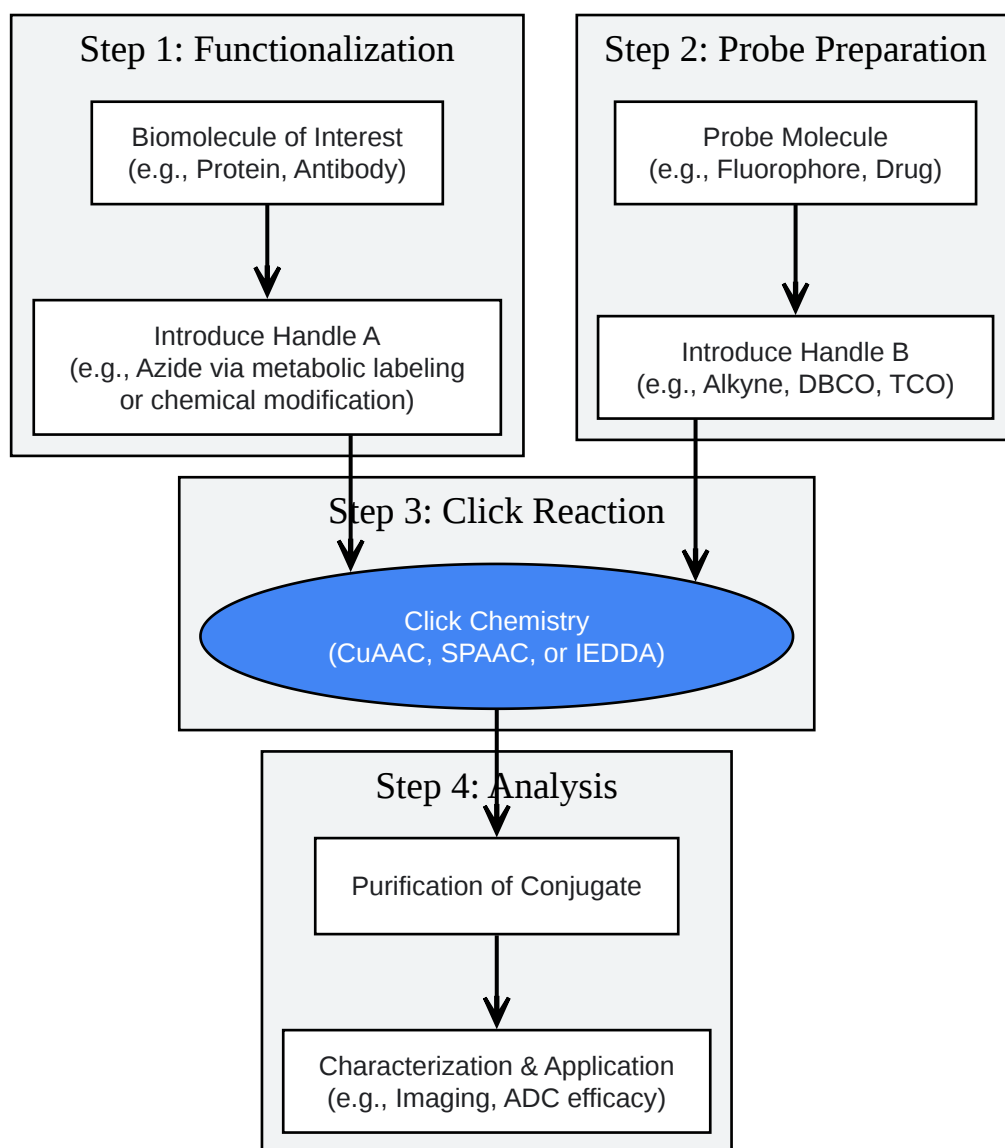 Step 1: Functionalization
Biomolecule of Interest
(e.g., Protein, Antibody)
Introduce Handle A
(e.g., Azide via metabolic labeling
or chemical modification)
Step 2: Probe Preparation
Probe Molecule
(e.g., Fluorophore, Drug)
Introduce Handle B
(e.g., Alkyne, DBCO, TCO)
Step 3: Click Reaction
Click Chemistry
(CuAAC, SPAAC, or IEDDA)
Step 4: Analysis
Purification of Conjugate
Characterization & Application
(e.g., Imaging, ADC efficacy)